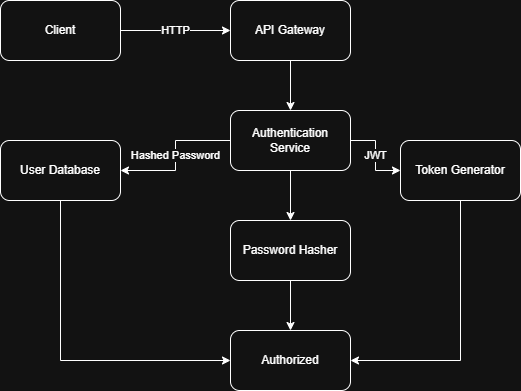 Client
HTTP
API Gateway
Authentication
Service
Hashed Password
JWT
User Database
Token Generator
Password Hasher
Authorized